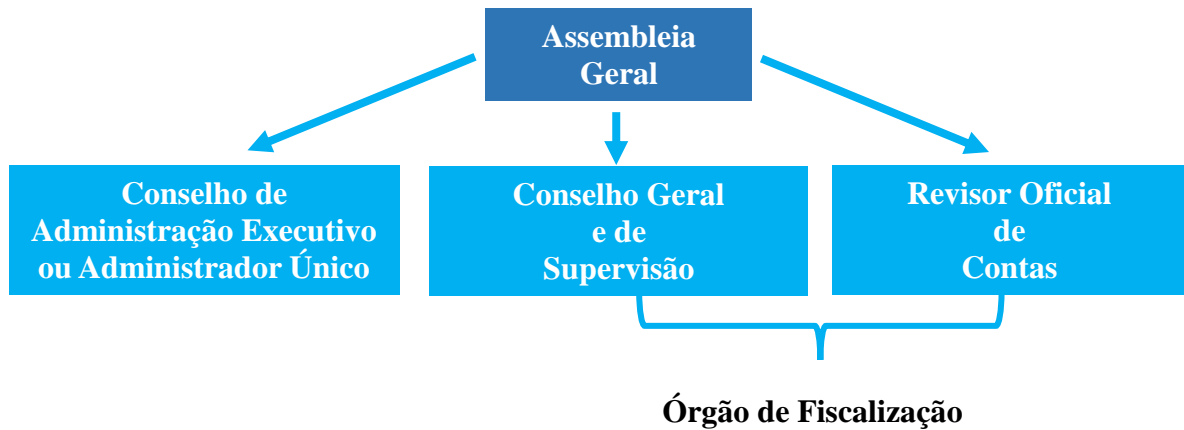 Assembleia
Geral
Conselho de
Administração Executivo
ou Administrador Único
Conselho Geral
e de
Supervisão
Revisor Oficial
de
Contas
Órgão de Fiscalização